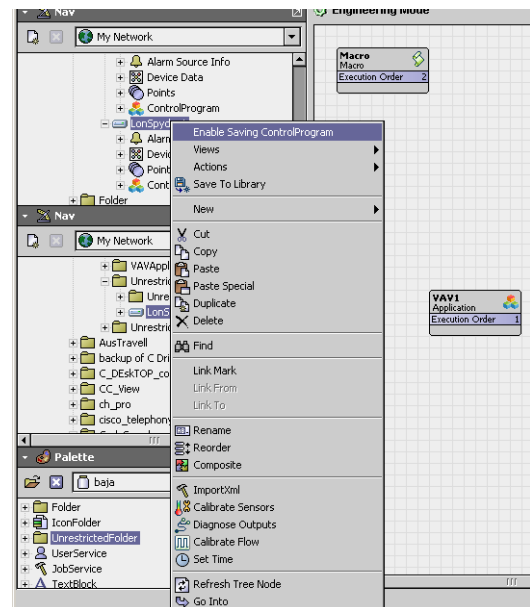 Nav
Engineering Mode
My Network
Alarm Source Info
Device Data
Points
ControlProgram
LonSpyd
Alarr
Devic
Point
Cont
Folder
Nav
My Network
VAVAppl
Unrestric
Unre
LonS
Unrestric
AusTravell
backup of C Dri
C_DEskTOP_co
CC_View
ch_pro
cisco_telephony
Palette
baja
Folder
IconFolder
UnrestrictedFolder
UserService
JobService
TextBlock
Enable Saving ControlProgram
Views
Actions
Save To Library
New
Cut
Copy
Paste
Paste Special
Duplicate
Delete
Find
Link Mark
Link From
Link To
Rename
Reorder
Composite
ImportXml
Calibrate Sensors
Diagnose Outputs
Calibrate Flow
Set Time
Refresh Tree Node
Go Into
Macro
Macro
Execution Order 2
VAV1
Application
Execution Order 1